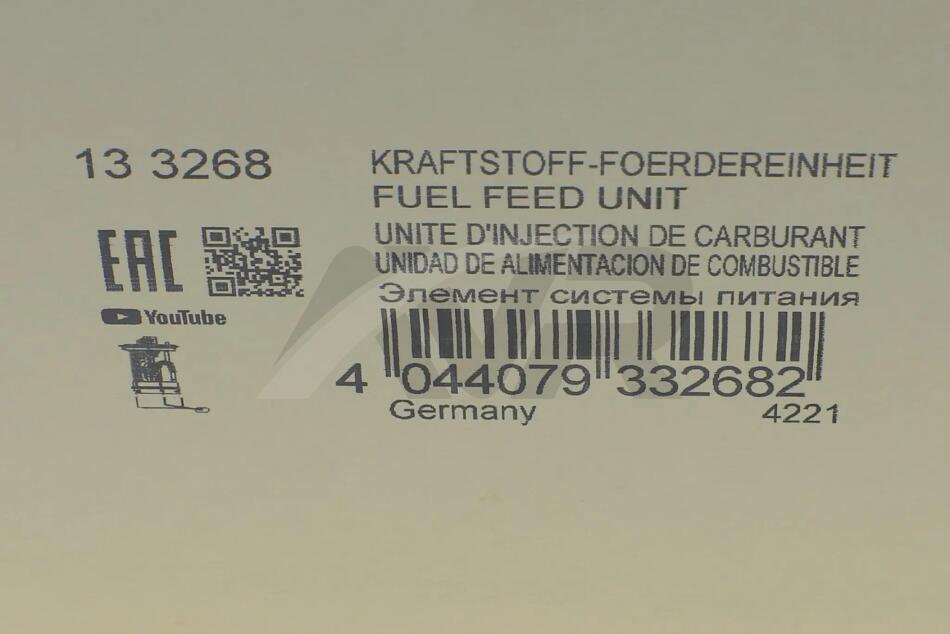 13 3268
KRAFTSTOFF-FOERDEREINHEIT
FUEL FEED UNIT
UNITE D'INJECTION DE CARBURANT
UNIDAD DE ALIMENTACION DE COMBUSTIBLE
Элемент системы питания
EAC
YouTube
4 044079 332682
Germany
4221